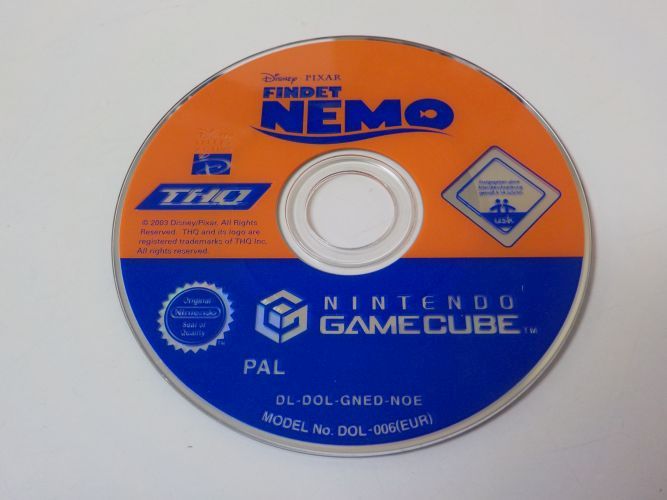 Disney · PIXAR
FINDET
NEMO
THQ
© 2003 Disney/Pixar. All Rights
Reserved. THQ and its logo are
registered trademarks of THQ Inc.
All rights reserved.
usk
Original
Nintendo
Seal of
Quality
NINTENDO
GAMECUBE™
PAL
DL-DOL-GNED-NOE
MODEL No. DOL-006(EUR)